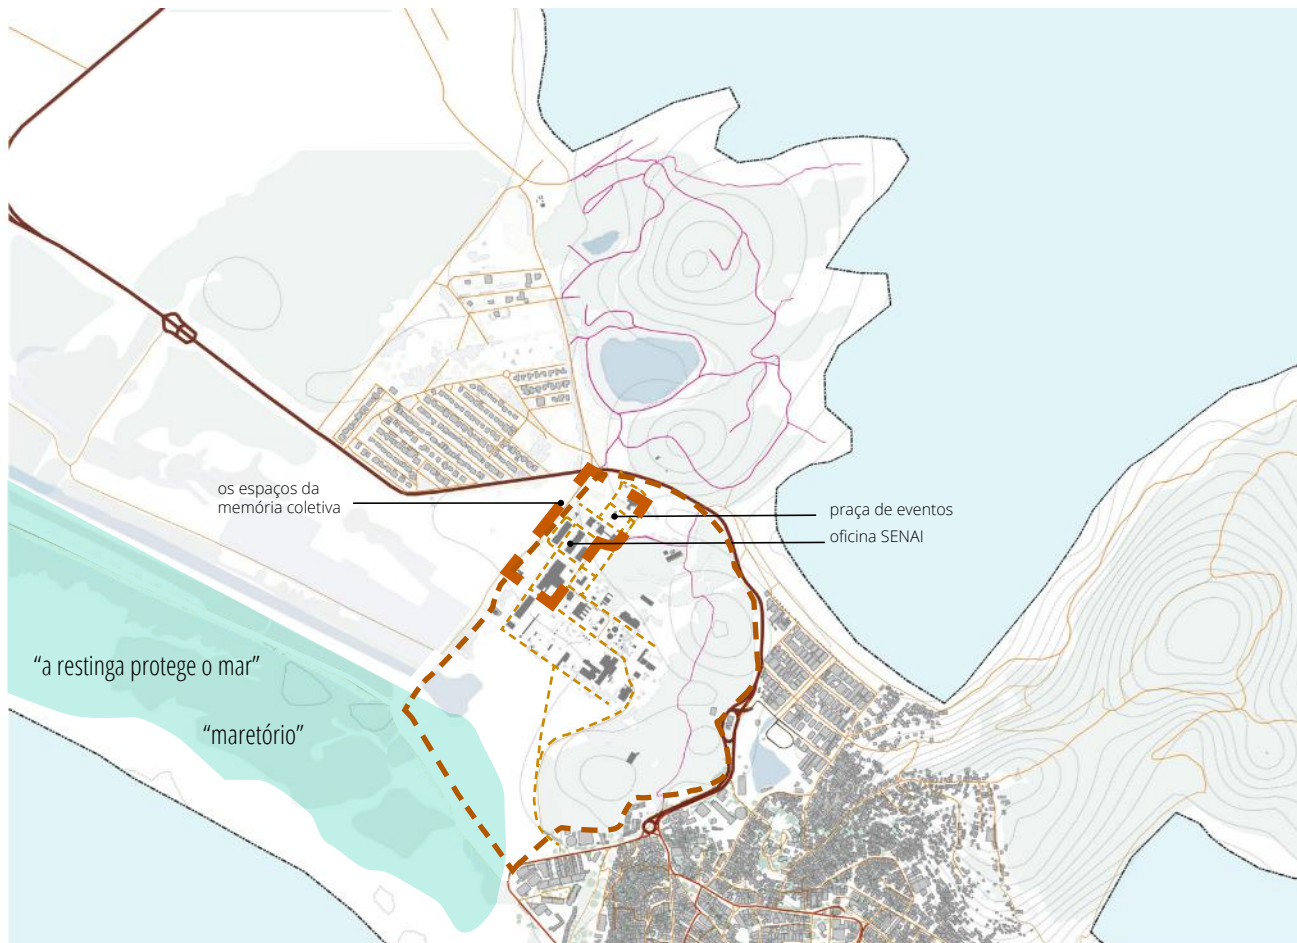 os espaços da
memória coletiva
praça de eventos
oficina SENAI
“a restinga protege o mar”
“maretório”